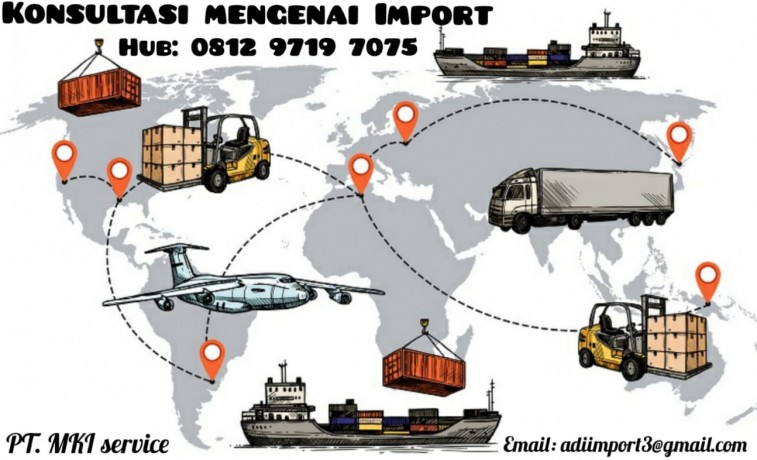 Konsultasi mengenai Import
Hub: 0812 9719 7075
PT. MKI service
Email: adiimport3@gmail.com